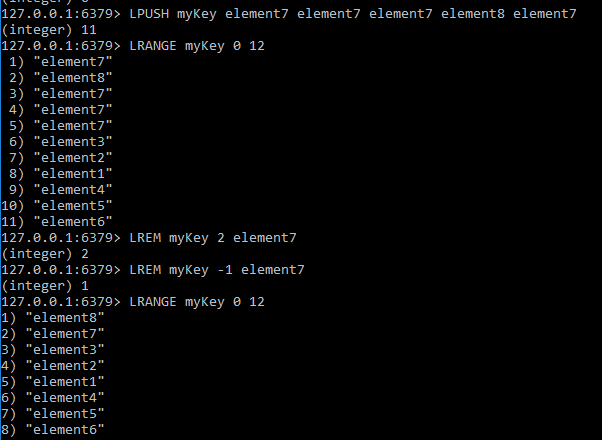 127.0.0.1:6379> LPUSH myKey element7 element7 element7 element8 element7
(integer) 11
127.0.0.1:6379> LRANGE myKey 0 12
 1) "element7"
 2) "element8"
 3) "element7"
 4) "element7"
 5) "element7"
 6) "element3"
 7) "element2"
 8) "element1"
 9) "element4"
10) "element5"
11) "element6"
127.0.0.1:6379> LREM myKey 2 element7
(integer) 2
127.0.0.1:6379> LREM myKey -1 element7
(integer) 1
127.0.0.1:6379> LRANGE myKey 0 12
1) "element8"
2) "element7"
3) "element3"
4) "element2"
5) "element1"
6) "element4"
7) "element5"
8) "element6"